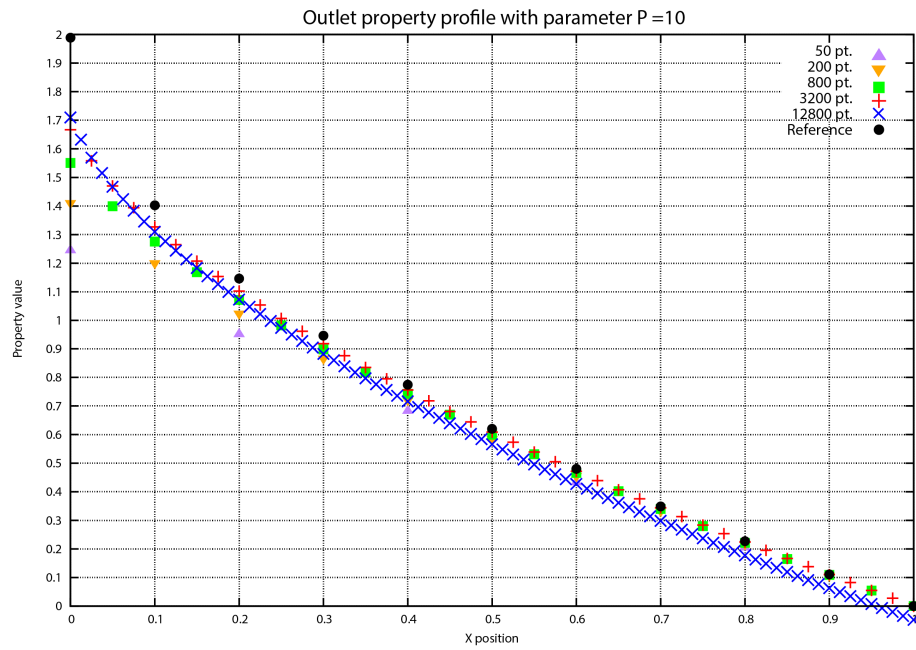 Outlet property profile with parameter P =10
2
1.9
1.8
1.7
1.6
1.5
1.4
1.3
1.2
1.1
1
0.9
0.8
0.7
0.6
0.5
0.4
0.3
0.2
0.1
0
Property value
50 pt.
200 pt.
800 pt.
3200 pt.
12800 pt.
Reference
0 0.1 0.2 0.3 0.4 0.5 0.6 0.7 0.8 0.9
X position